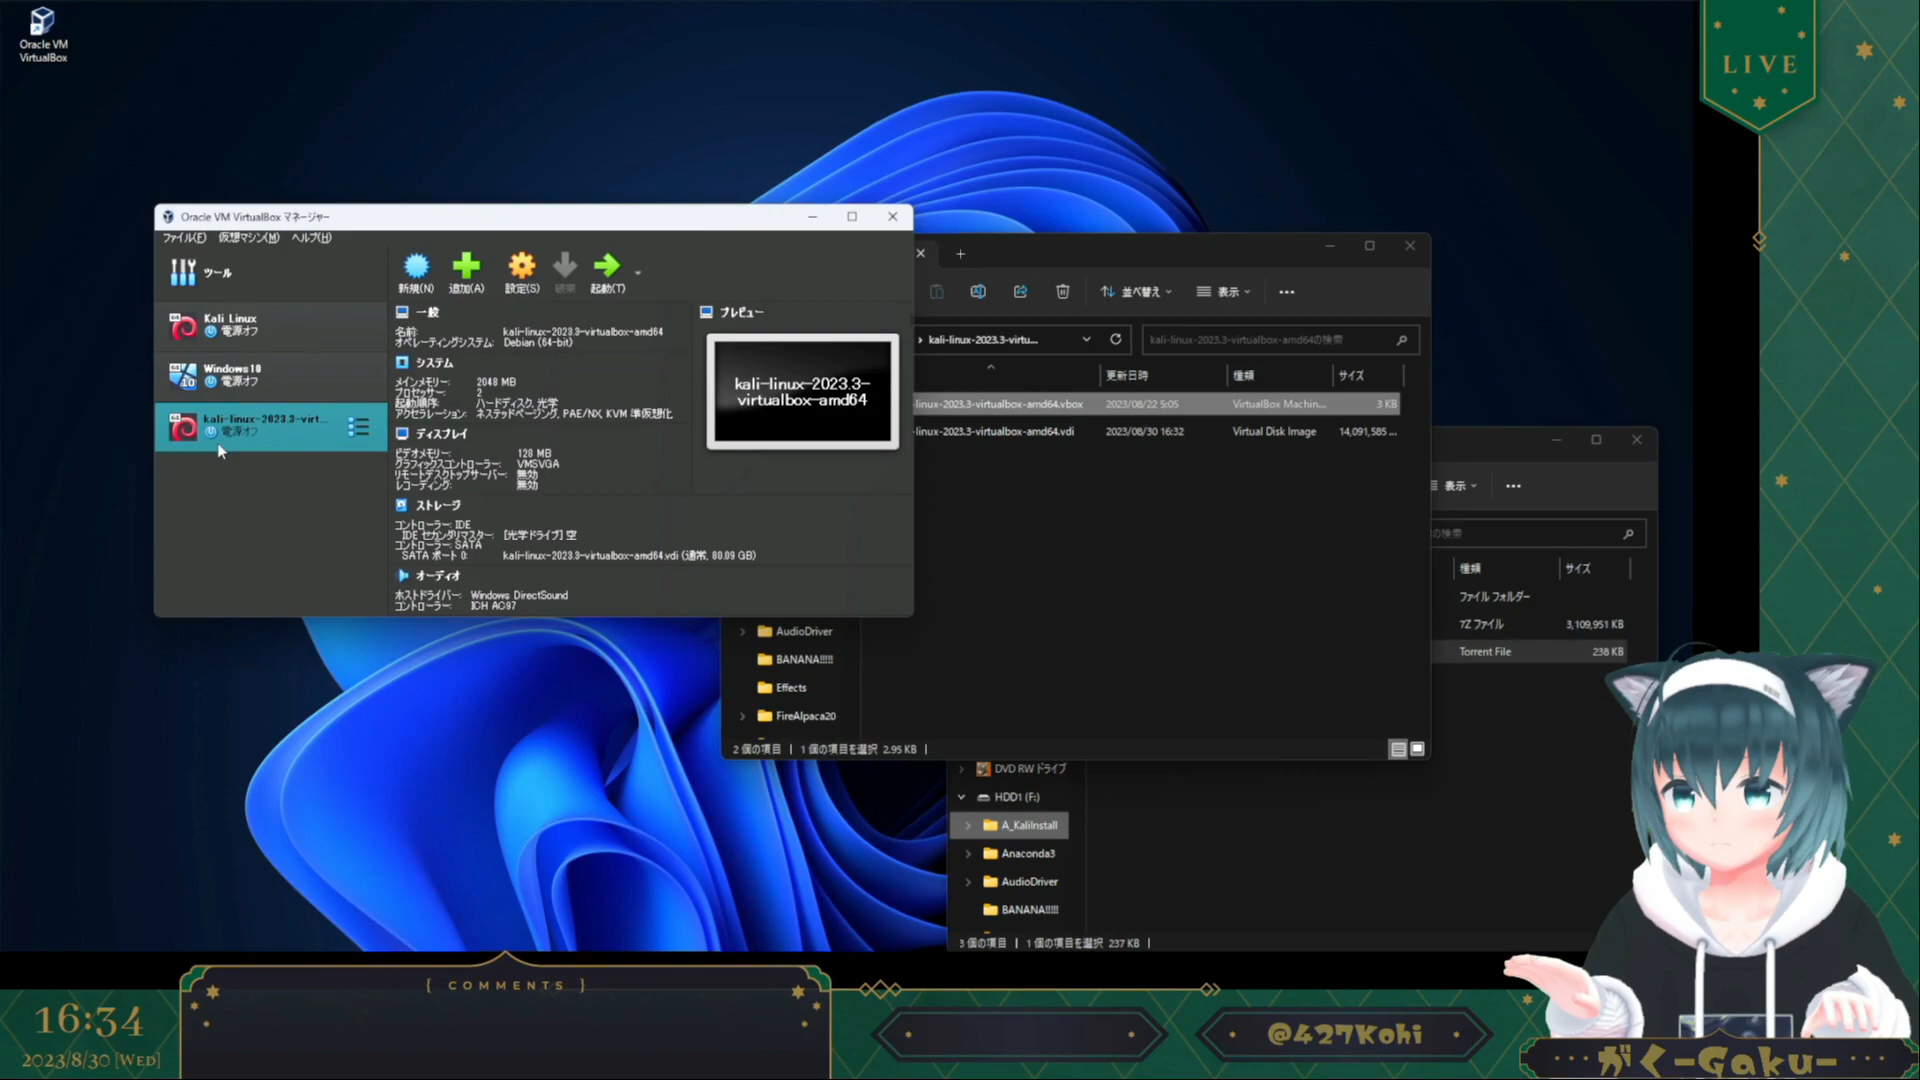 Oracle VM
VirtualBox
LIVE
Oracle VM VirtualBox マネージャー
ファイル(F) 仮想マシン(M) ヘルプ(H)
ツール
新規(N) 追加(A) 設定(S) 破棄 起動(T)
Kali Linux
電源オフ
Windows10
電源オフ
kali-linux-2023.3-virt...
電源オフ
一般
名前: kali-linux-2023.3-virtualbox-amd64
オペレーティングシステム: Debian (64-bit)
システム
メインメモリー: 2048 MB
プロセッサー: 2
起動順序: ハードディスク, 光学
アクセラレーション: ネステッドページング, PAE/NX, KVM 準仮想化
ディスプレイ
ビデオメモリー: 128 MB
グラフィックスコントローラー: VMSVGA
リモートデスクトップサーバー: 無効
レコーディング: 無効
ストレージ
コントローラー: IDE
IDE セカンダリマスター: [光学ドライブ] 空
コントローラー: SATA
SATA ポート 0: kali-linux-2023.3-virtualbox-amd64.vdi (通常, 80.09 GB)
オーディオ
ホストドライバー: Windows DirectSound
コントローラー: ICH AC97
プレビュー
kali-linux-2023.3-
virtualbox-amd64
並べ替え 表示
kali-linux-2023.3-virtu...
kali-linux-2023.3-virtualbox-amd64の検索
更新日時 種類 サイズ
-linux-2023.3-virtualbox-amd64.vbox 2023/08/22 5:05 VirtualBox Machin... 3 KB
-linux-2023.3-virtualbox-amd64.vdi 2023/08/30 16:32 Virtual Disk Image 14,091,585 ...
AudioDriver
BANANA!!!!!
Effects
FireAlpaca20
2 個の項目 | 1 個の項目を選択 2.95 KB |
表示
の検索
種類 サイズ
ファイル フォルダー
7Z ファイル 3,109,951 KB
Torrent File 238 KB
DVD RW ドライブ
HDD1 (F:)
A_KaliInstall
Anaconda3
AudioDriver
BANANA!!!!!
3 個の項目 | 1 個の項目を選択 237 KB |
{ COMMENTS }
16:34
2023/8/30 [WED]
@427Kohi
がく-Gaku-